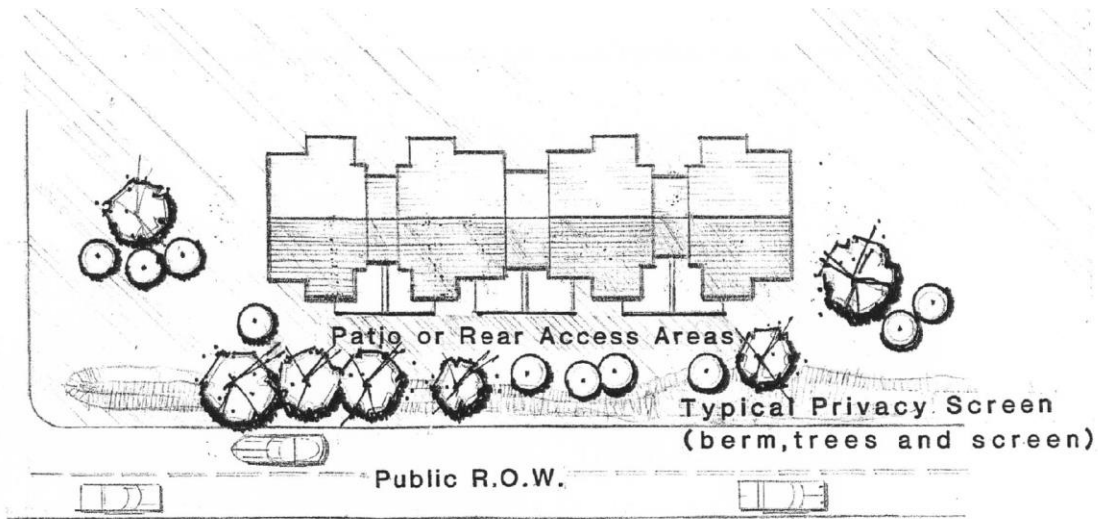 Patio or Rear Access Areas
Typical Privacy Screen
(berm,trees and screen)
Public R.O.W.